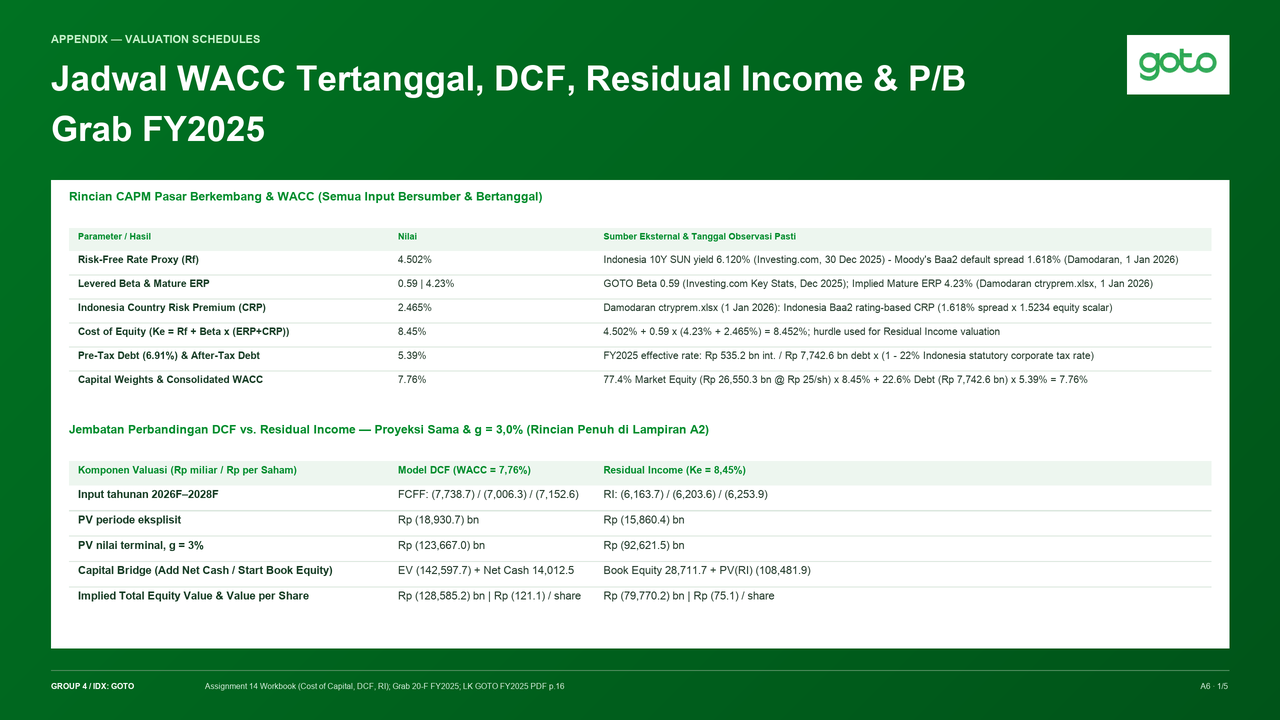 APPENDIX — VALUATION SCHEDULES
goto
Jadwal WACC Tertanggal, DCF, Residual Income & P/B
Grab FY2025
Rincian CAPM Pasar Berkembang & WACC (Semua Input Bersumber & Bertanggal)
Parameter / Hasil Nilai Sumber Eksternal & Tanggal Observasi Pasti
Risk-Free Rate Proxy (Rf) 4.502% Indonesia 10Y SUN yield 6.120% (Investing.com, 30 Dec 2025) - Moody's Baa2 default spread 1.618% (Damodaran, 1 Jan 2026)
Levered Beta & Mature ERP 0.59 | 4.23% GOTO Beta 0.59 (Investing.com Key Stats, Dec 2025); Implied Mature ERP 4.23% (Damodaran ctryprem.xlsx, 1 Jan 2026)
Indonesia Country Risk Premium (CRP) 2.465% Damodaran ctryprem.xlsx (1 Jan 2026): Indonesia Baa2 rating-based CRP (1.618% spread x 1.5234 equity scalar)
Cost of Equity (Ke = Rf + Beta x (ERP+CRP)) 8.45% 4.502% + 0.59 x (4.23% + 2.465%) = 8.452%; hurdle used for Residual Income valuation
Pre-Tax Debt (6.91%) & After-Tax Debt 5.39% FY2025 effective rate: Rp 535.2 bn int. / Rp 7,742.6 bn debt x (1 - 22% Indonesia statutory corporate tax rate)
Capital Weights & Consolidated WACC 7.76% 77.4% Market Equity (Rp 26,550.3 bn @ Rp 25/sh) x 8.45% + 22.6% Debt (Rp 7,742.6 bn) x 5.39% = 7.76%
Jembatan Perbandingan DCF vs. Residual Income — Proyeksi Sama & g = 3,0% (Rincian Penuh di Lampiran A2)
Komponen Valuasi (Rp miliar / Rp per Saham) Model DCF (WACC = 7,76%) Residual Income (Ke = 8,45%)
Input tahunan 2026F–2028F FCFF: (7,738.7) / (7,006.3) / (7,152.6) RI: (6,163.7) / (6,203.6) / (6,253.9)
PV periode eksplisit Rp (18,930.7) bn Rp (15,860.4) bn
PV nilai terminal, g = 3% Rp (123,667.0) bn Rp (92,621.5) bn
Capital Bridge (Add Net Cash / Start Book Equity) EV (142,597.7) + Net Cash 14,012.5 Book Equity 28,711.7 + PV(RI) (108,481.9)
Implied Total Equity Value & Value per Share Rp (128,585.2) bn | Rp (121.1) / share Rp (79,770.2) bn | Rp (75.1) / share
GROUP 4 / IDX: GOTO Assignment 14 Workbook (Cost of Capital, DCF, RI); Grab 20-F FY2025; LK GOTO FY2025 PDF p.16 A6 · 1/5